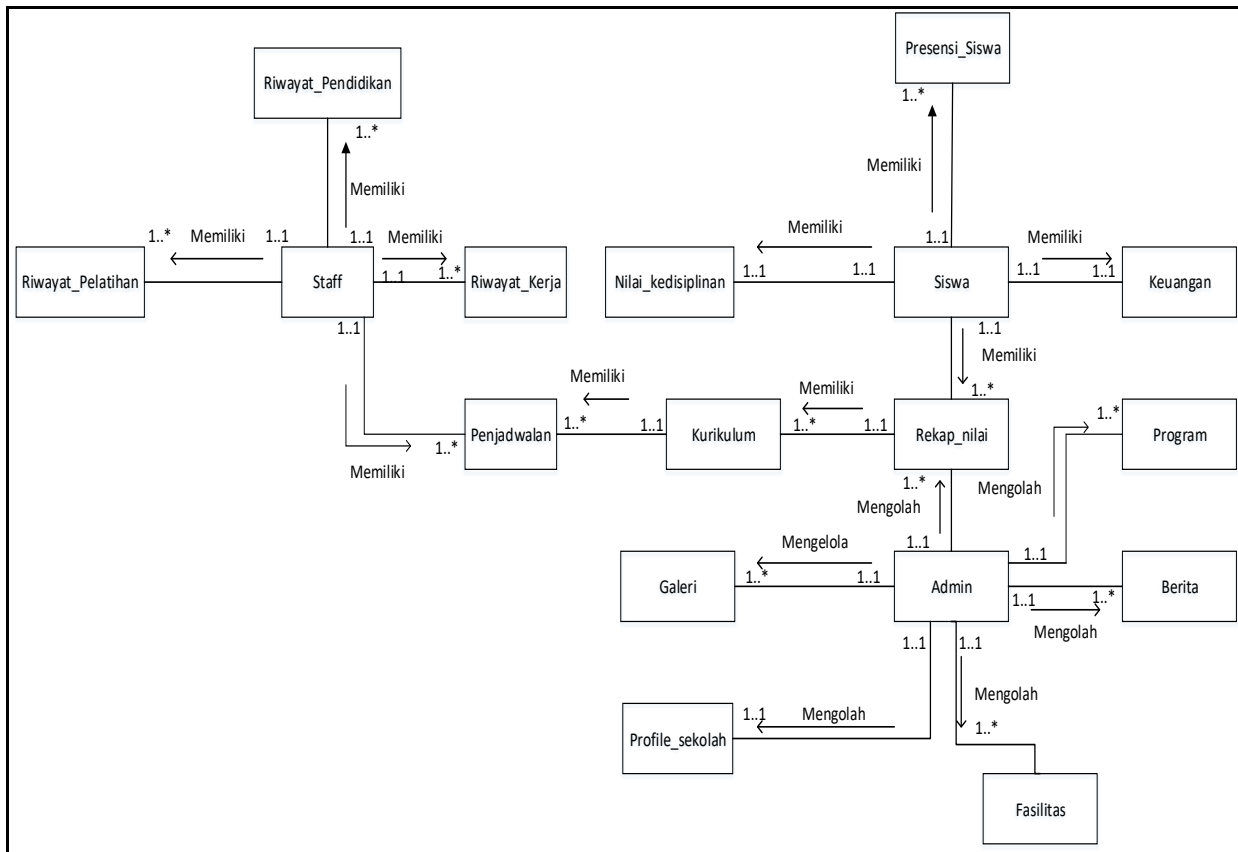 Presensi_Siswa
Riwayat_Pendidikan
1..*
1..*
Memiliki
Memiliki
1..*
Memiliki
1..1
1..1
Memiliki
Memiliki
1..1
Memiliki
Riwayat_Pelatihan
Staff
1..1
1..*
Riwayat_Kerja
Nilai_kedisiplinan
1..1
1..1
Siswa
1..1
1..1
Keuangan
1..1
1..1
Memiliki
Memiliki
Memiliki
1..*
1..*
Penjadwalan
1..*
1..1
Kurikulum
1..*
1..1
Rekap_nilai
Program
1..*
Memiliki
1..*
Mengolah
Mengolah
Mengelola
1..1
1..1
Galeri
1..*
1..1
Admin
1..1
1..*
Berita
Mengolah
1..1
1..1
Mengolah
1..1
Mengolah
1..*
Profile_sekolah
Fasilitas